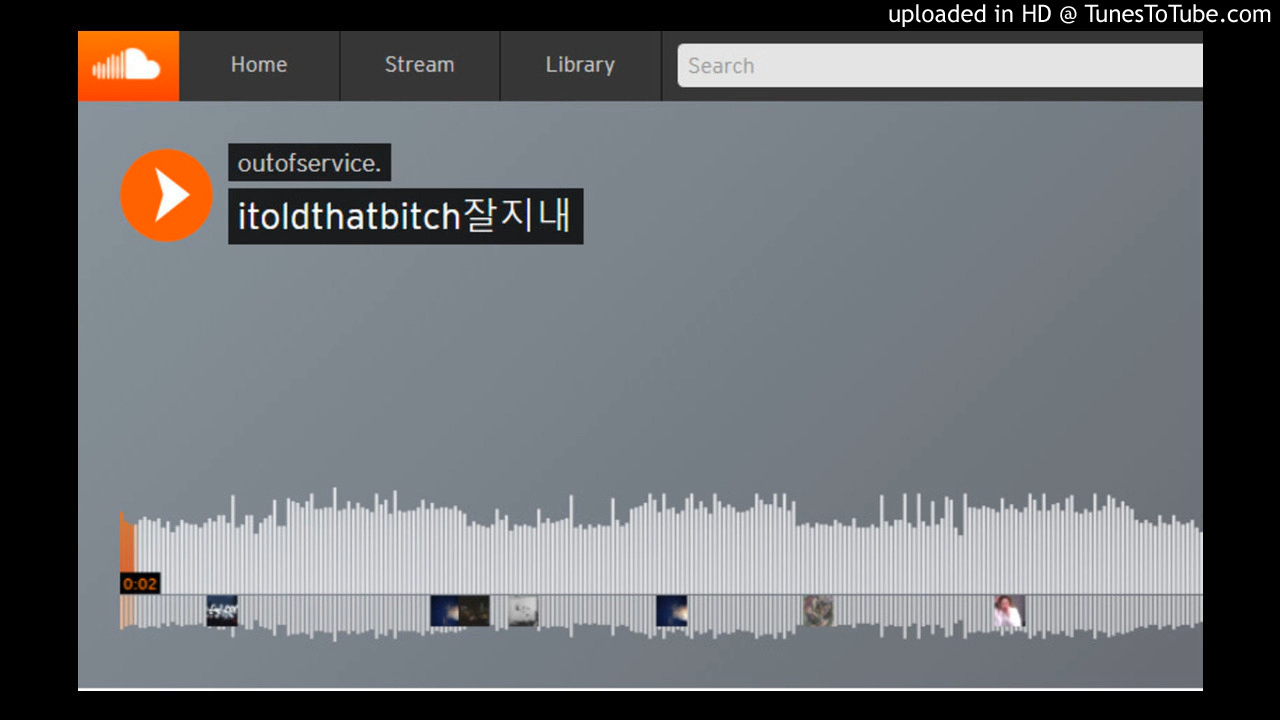 uploaded in HD @ TunesToTube.com
Home Stream Library Search
outofservice.
itoldthatbitch잘지내
0:02